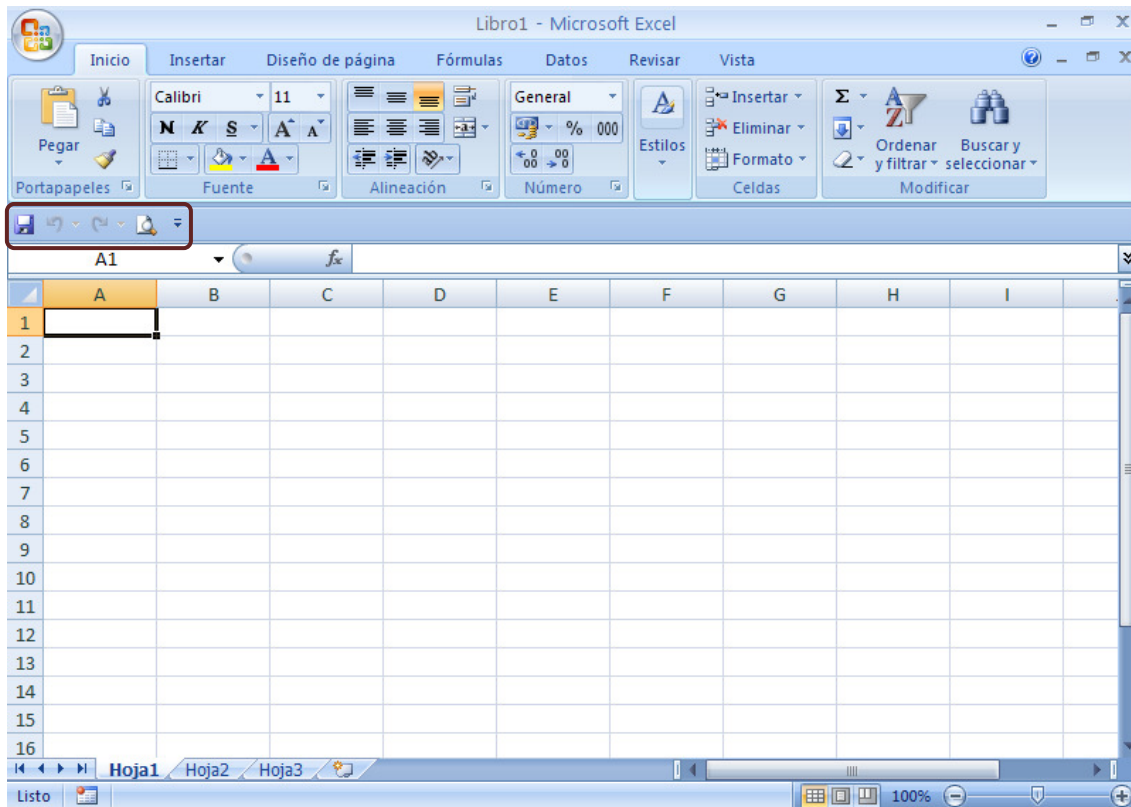 Libro1 - Microsoft Excel
Inicio Insertar Diseño de página Fórmulas Datos Revisar Vista
Calibri 11 General Insertar Σ
Pegar N K S A A % 000 Estilos Eliminar Ordenar y filtrar Buscar y seleccionar
A Formato
Portapapeles Fuente Alineación Número Celdas Modificar
A1 fx
A B C D E F G H I
1
2
3
4
5
6
7
8
9
10
11
12
13
14
15
16
Hoja1 Hoja2 Hoja3
Listo 100%